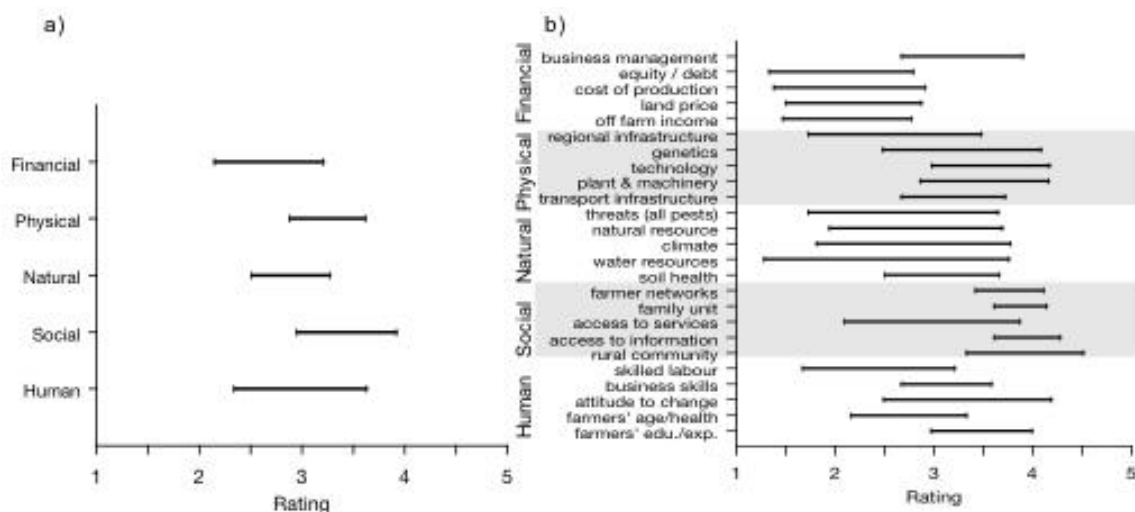 a)
Financial
Physical
Natural
Social
Human
1 2 3 4 5
Rating
b)
Financial
business management
equity / debt
cost of production
land price
off farm income
Physical
regional infrastructure
genetics
technology
plant & machinery
transport infrastructure
Natural
threats (all pests)
natural resource
climate
water resources
soil health
Social
farmer networks
family unit
access to services
access to information
rural community
Human
skilled labour
business skills
attitude to change
farmers' age/health
farmers' edu./exp.
1 2 3 4 5
Rating